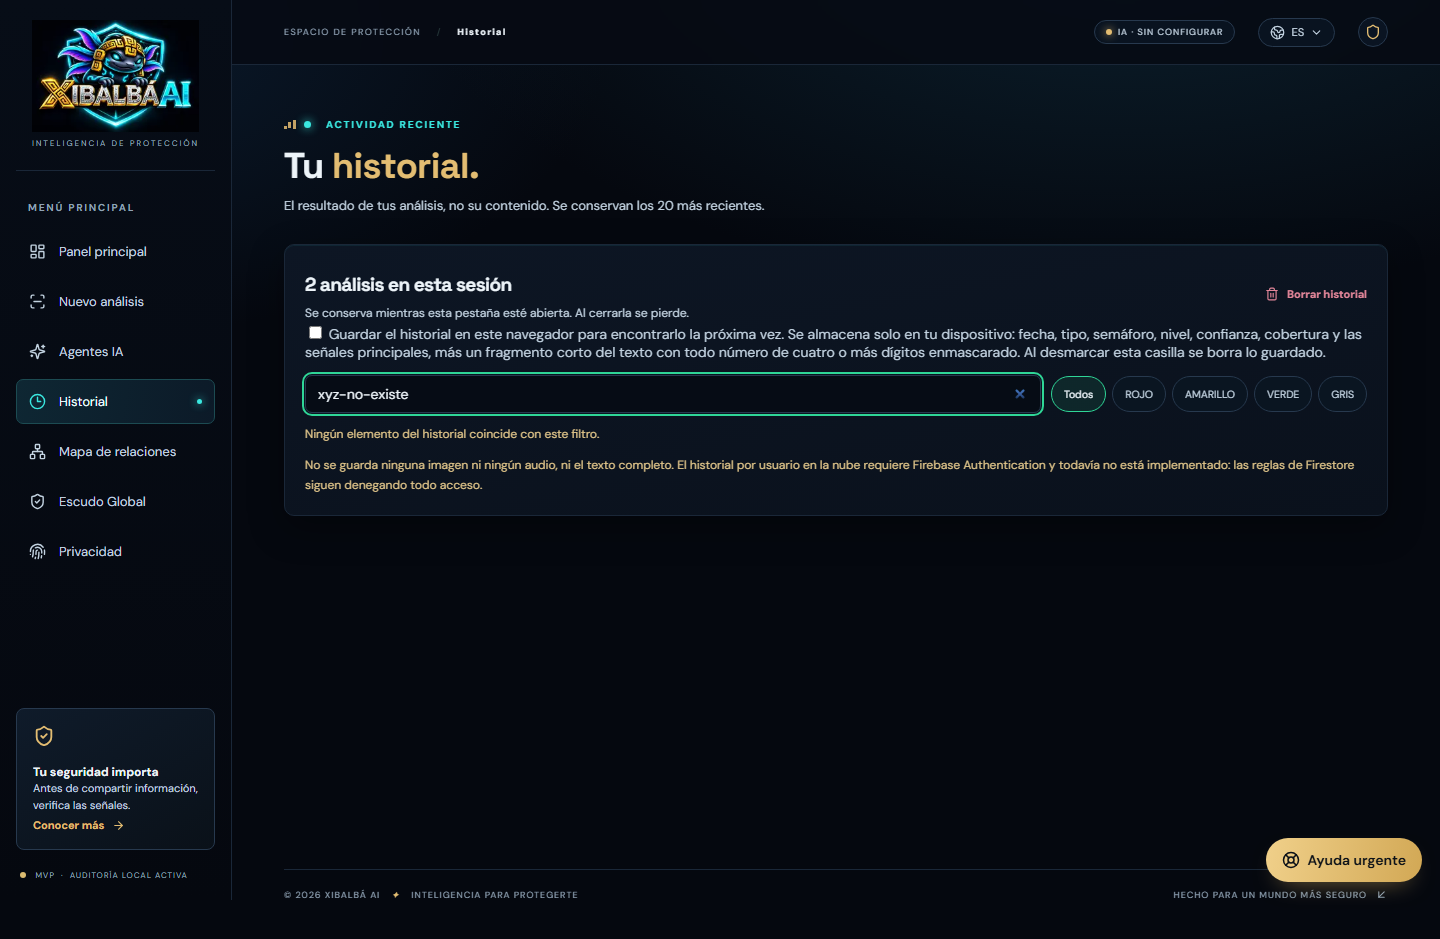 XIBALBÁ AI
INTELIGENCIA DE PROTECCIÓN
MENÚ PRINCIPAL
Panel principal
Nuevo análisis
Agentes IA
Historial
Mapa de relaciones
Escudo Global
Privacidad
Tu seguridad importa
Antes de compartir información,
verifica las señales.
Conocer más →
MVP · AUDITORÍA LOCAL ACTIVA
ESPACIO DE PROTECCIÓN / Historial
IA · SIN CONFIGURAR
ES
ACTIVIDAD RECIENTE
Tu historial.
El resultado de tus análisis, no su contenido. Se conservan los 20 más recientes.
2 análisis en esta sesión
Borrar historial
Se conserva mientras esta pestaña esté abierta. Al cerrarla se pierde.
Guardar el historial en este navegador para encontrarlo la próxima vez. Se almacena solo en tu dispositivo: fecha, tipo, semáforo, nivel, confianza, cobertura y las
señales principales, más un fragmento corto del texto con todo número de cuatro o más dígitos enmascarado. Al desmarcar esta casilla se borra lo guardado.
xyz-no-existe
Todos ROJO AMARILLO VERDE GRIS
Ningún elemento del historial coincide con este filtro.
No se guarda ninguna imagen ni ningún audio, ni el texto completo. El historial por usuario en la nube requiere Firebase Authentication y todavía no está implementado: las reglas de Firestore
siguen denegando todo acceso.
Ayuda urgente
© 2026 XIBALBÁ AI ✦ INTELIGENCIA PARA PROTEGERTE
HECHO PARA UN MUNDO MÁS SEGURO